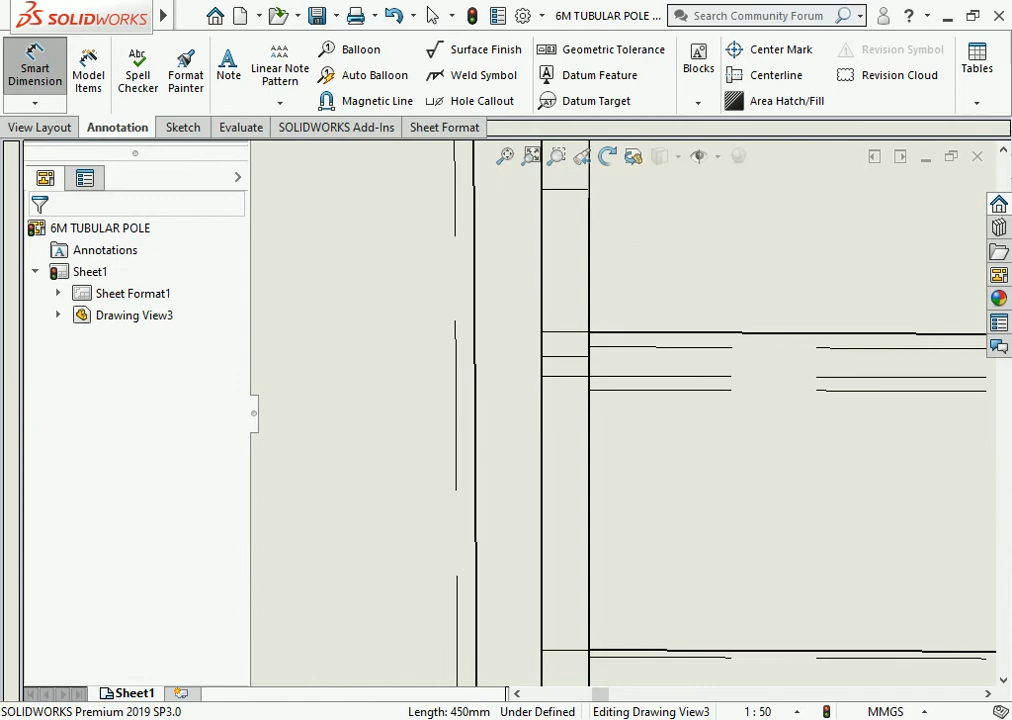 SOLIDWORKS
6M TUBULAR POLE ...
Search Community Forum
?
Smart Dimension
Model Items
Abc
Spell Checker
Format Painter
A
Note
AAA
AAA
Linear Note Pattern
Balloon
Auto Balloon
Magnetic Line
Surface Finish
Weld Symbol
Hole Callout
Geometric Tolerance
Datum Feature
Datum Target
Blocks
Center Mark
Centerline
Area Hatch/Fill
Revision Symbol
Revision Cloud
Tables
View Layout
Annotation
Sketch
Evaluate
SOLIDWORKS Add-Ins
Sheet Format
6M TUBULAR POLE
Annotations
Sheet1
Sheet Format1
Drawing View3
Sheet1
SOLIDWORKS Premium 2019 SP3.0
Length: 450mm
Under Defined
Editing Drawing View3
1 : 50
MMGS